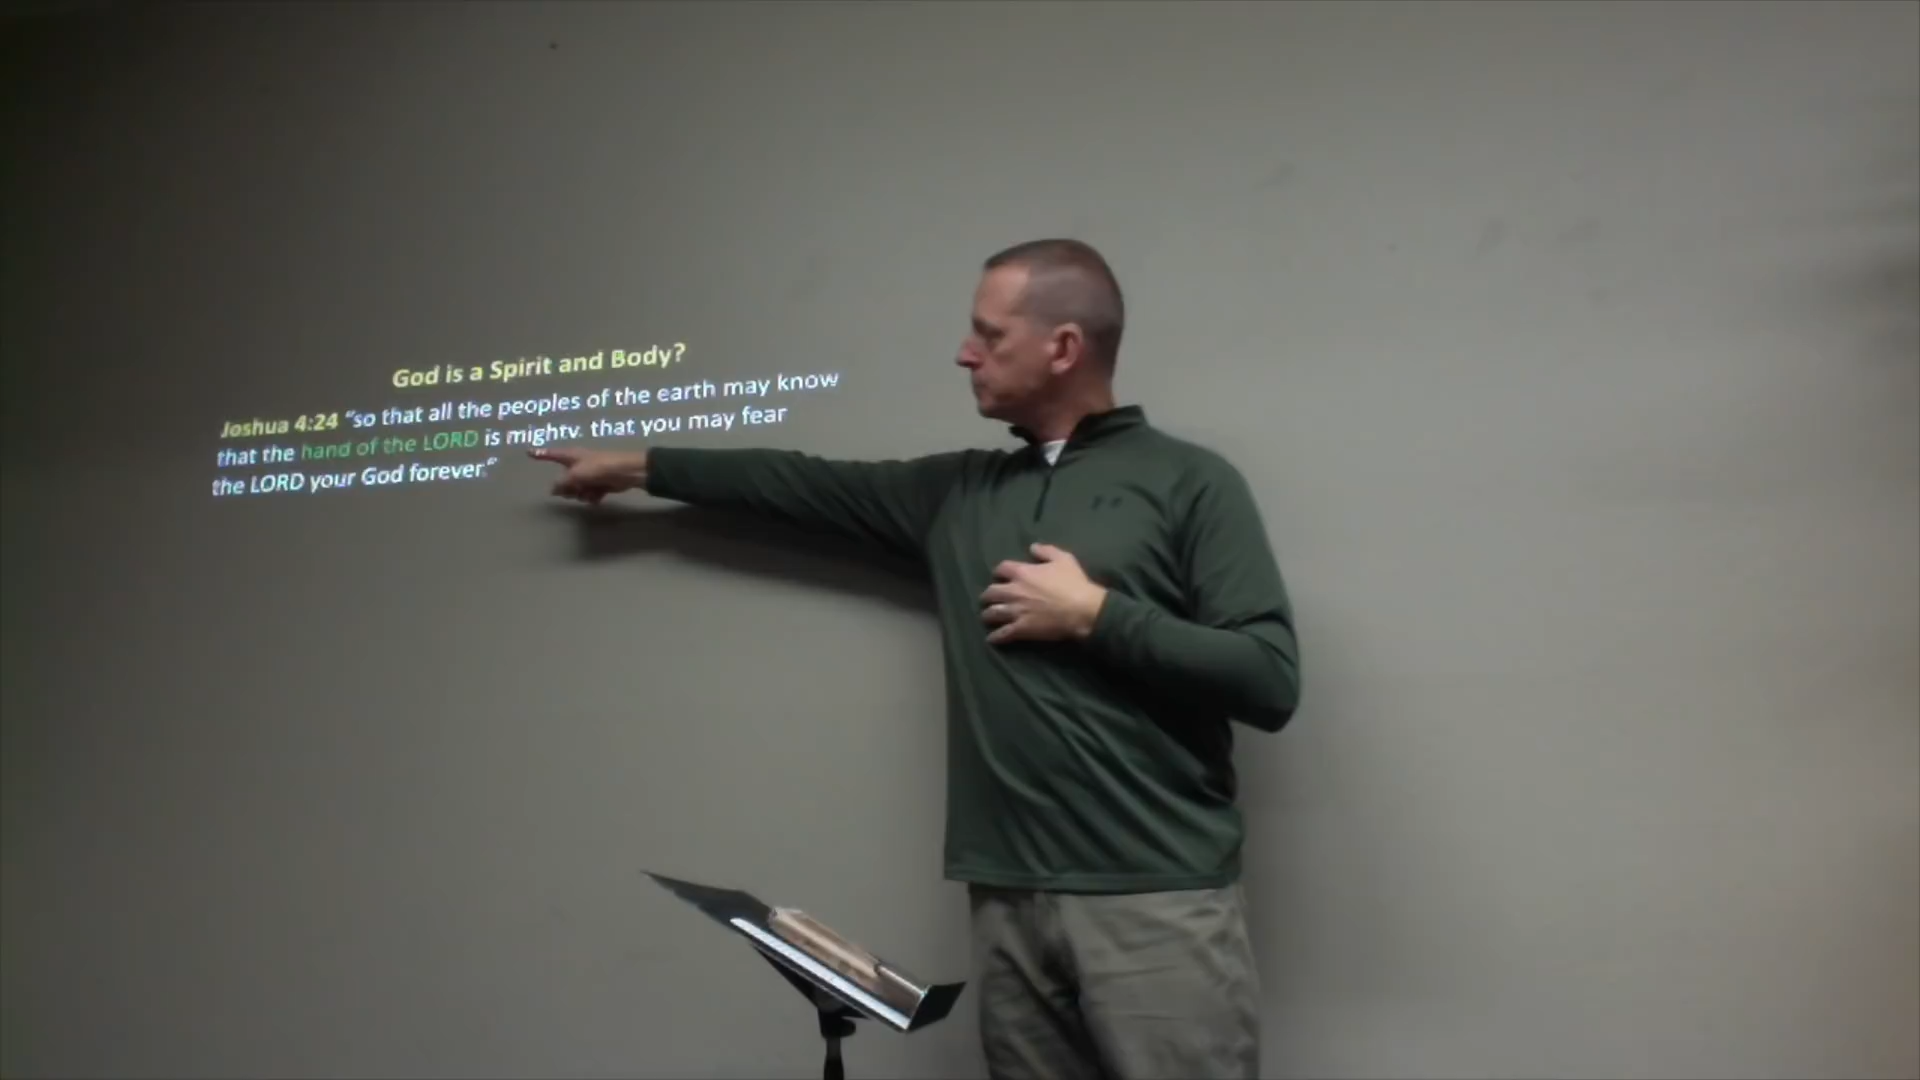 God is a Spirit and Body?
Joshua 4:24 “so that all the peoples of the earth may know
that the hand of the LORD is mighty, that you may fear
the LORD your God forever.“